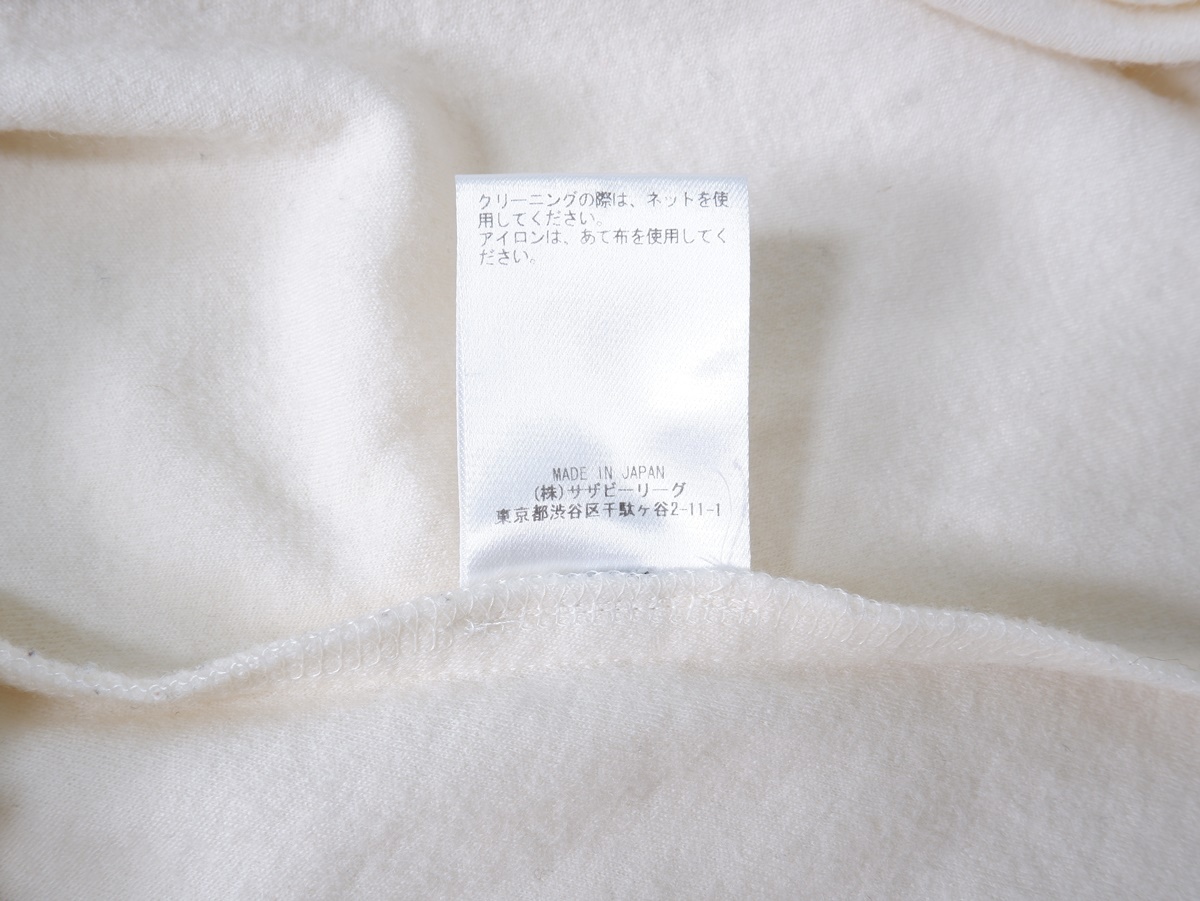 クリーニングの際は、ネットを使
用してください。
アイロンは、あて布を使用してく
ださい。
MADE IN JAPAN
(株)サザビーリーグ
東京都渋谷区千駄ヶ谷2-11-1